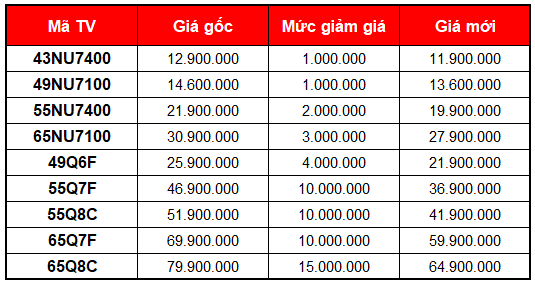 Mã TV Giá gốc Mức giảm giá Giá mới
43NU7400 12.900.000 1.000.000 11.900.000
49NU7100 14.600.000 1.000.000 13.600.000
55NU7400 21.900.000 2.000.000 19.900.000
65NU7100 30.900.000 3.000.000 27.900.000
49Q6F 25.900.000 4.000.000 21.900.000
55Q7F 46.900.000 10.000.000 36.900.000
55Q8C 51.900.000 10.000.000 41.900.000
65Q7F 69.900.000 10.000.000 59.900.000
65Q8C 79.900.000 15.000.000 64.900.000